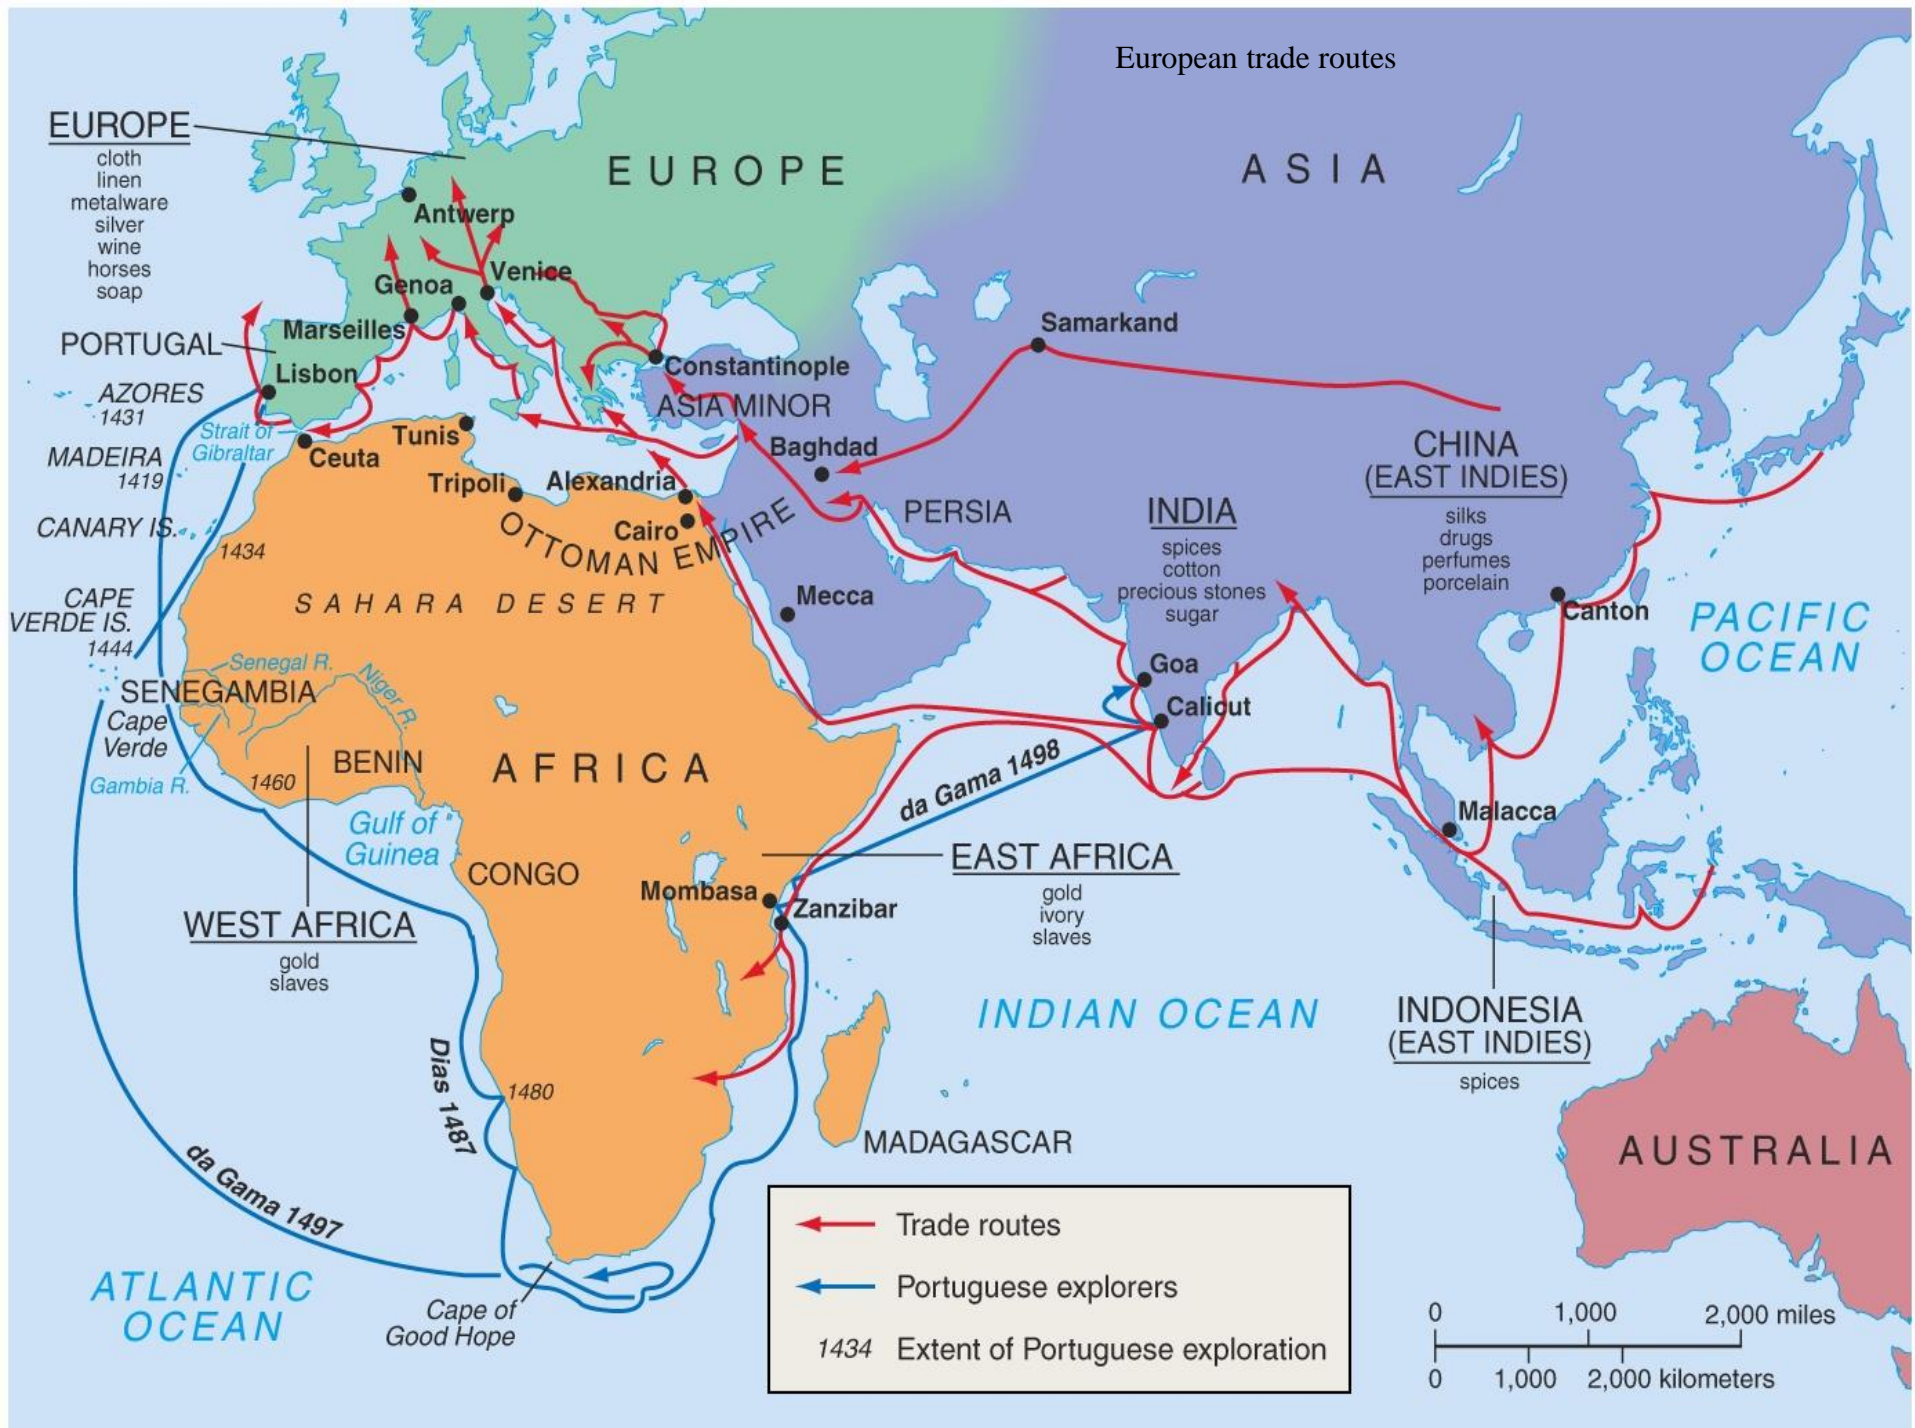 European trade routes
EUROPE
cloth
linen
metalware
silver
wine
horses
soap
EUROPE
ASIA
Antwerp
Venice
Genoa
Marseilles
PORTUGAL
Lisbon
Samarkand
Constantinople
AZORES
1431
ASIA MINOR
Strait of
Gibraltar
Tunis
Ceuta
Baghdad
MADEIRA
1419
Tripoli
Alexandria
CHINA
(EAST INDIES)
silks
drugs
perfumes
porcelain
CANARY IS.
1434
Cairo
OTTOMAN EMPIRE
PERSIA
INDIA
spices
cotton
precious stones
sugar
CAPE
VERDE IS.
1444
SAHARA DESERT
Mecca
Canton
PACIFIC
OCEAN
Senegal R.
Niger R.
SENEGAMBIA
Goa
Cape
Verde
Calicut
Gambia R.
BENIN
1460
AFRICA
da Gama 1498
Gulf of
Guinea
Malacca
CONGO
EAST AFRICA
gold
ivory
slaves
Mombasa
Zanzibar
WEST AFRICA
gold
slaves
INDIAN OCEAN
INDONESIA
(EAST INDIES)
spices
Dias 1487
1480
MADAGASCAR
AUSTRALIA
da Gama 1497
ATLANTIC
OCEAN
Cape of
Good Hope
Trade routes
Portuguese explorers
1434 Extent of Portuguese exploration
0 1,000 2,000 miles
0 1,000 2,000 kilometers